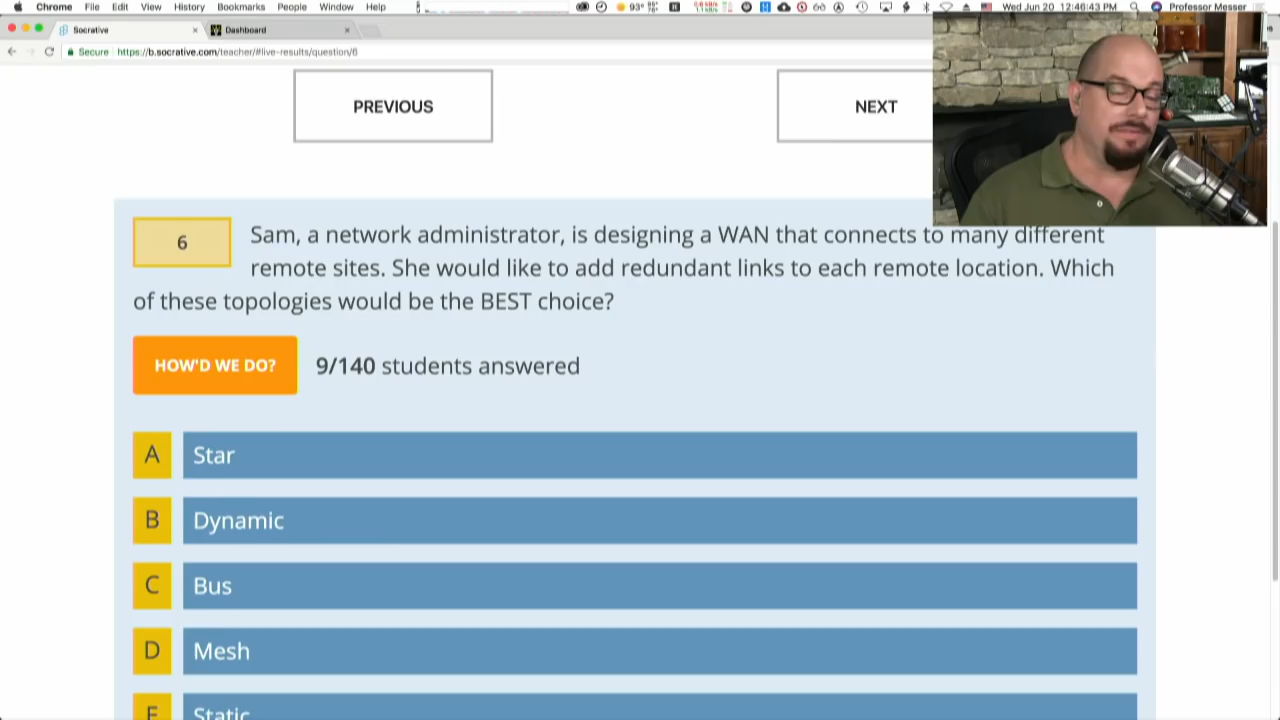 Chrome File Edit View History Bookmarks People Window Help 93° Wed Jun 20 12:46:43 PM Professor Messer
Socrative × Dashboard ×
Secure https://b.socrative.com/teacher/#live-results/question/6
PREVIOUS NEXT
6 Sam, a network administrator, is designing a WAN that connects to many different
remote sites. She would like to add redundant links to each remote location. Which
of these topologies would be the BEST choice?
HOW'D WE DO? 9/140 students answered
A Star
B Dynamic
C Bus
D Mesh
E Static